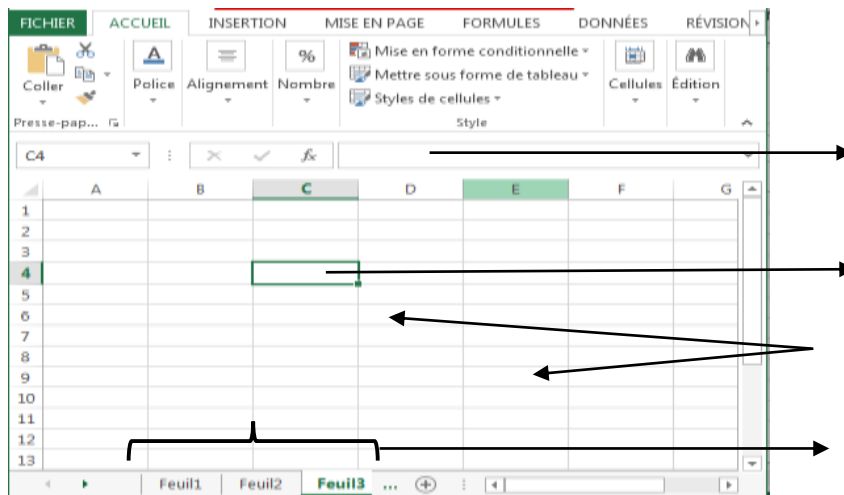 FICHIER ACCUEIL INSERTION MISE EN PAGE FORMULES DONNÉES RÉVISION
Coller Police Alignement Nombre Mise en forme conditionnelle Cellules Édition
Mettre sous forme de tableau
Styles de cellules
Presse-pap... Style
C4 fx
A B C D E F G
1
2
3
4
5
6
7
8
9
10
11
12
13
Feuil1 Feuil2 Feuil3 ...